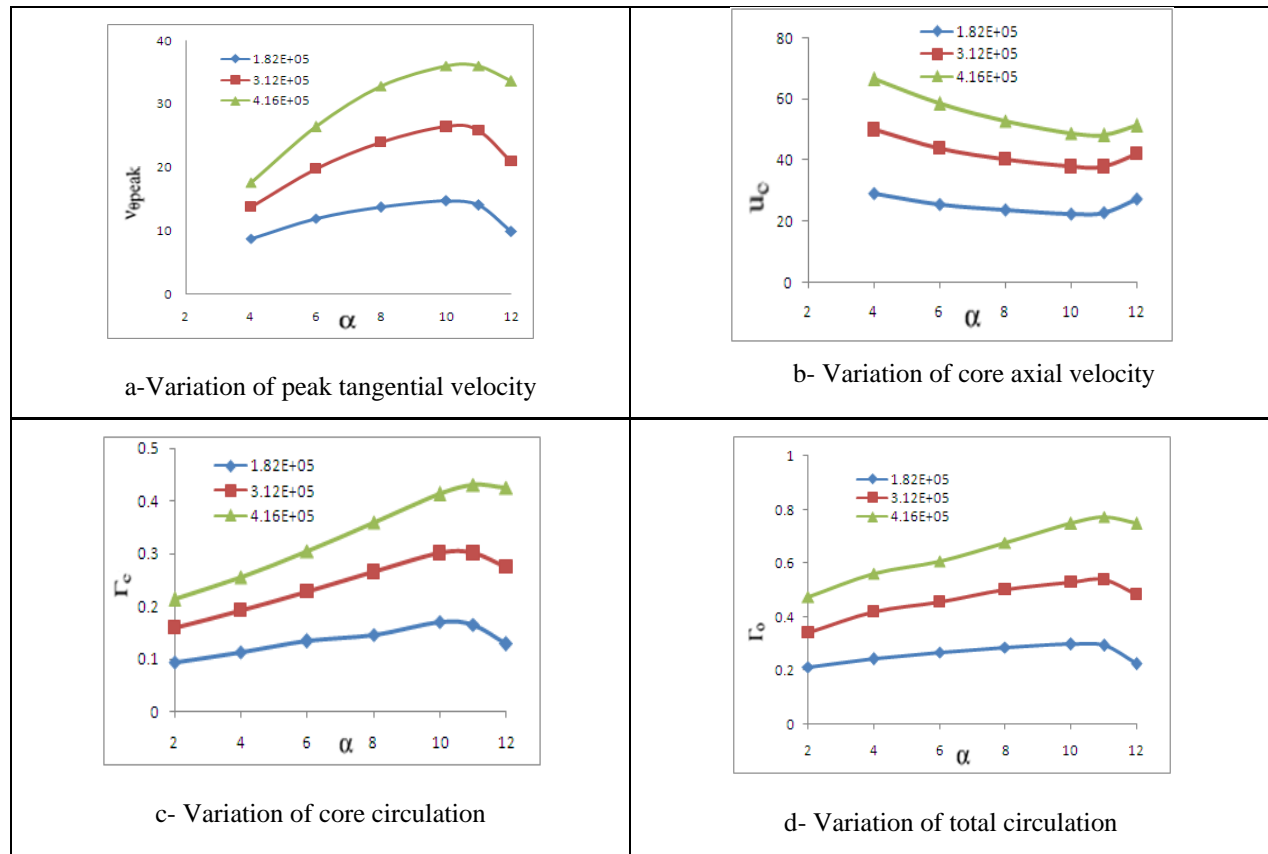 40
30
20
10
0
2 4 6 8 10 12
vθpeak
α
1.82E+05
3.12E+05
4.16E+05
a-Variation of peak tangential velocity
80
60
40
20
0
2 4 6 8 10 12
uc
α
1.82E+05
3.12E+05
4.16E+05
b- Variation of core axial velocity
0.5
0.4
0.3
0.2
0.1
0
2 4 6 8 10 12
Γc
α
1.82E+05
3.12E+05
4.16E+05
c- Variation of core circulation
1
0.8
0.6
0.4
0.2
0
2 4 6 8 10 12
Γo
α
1.82E+05
3.12E+05
4.16E+05
d- Variation of total circulation